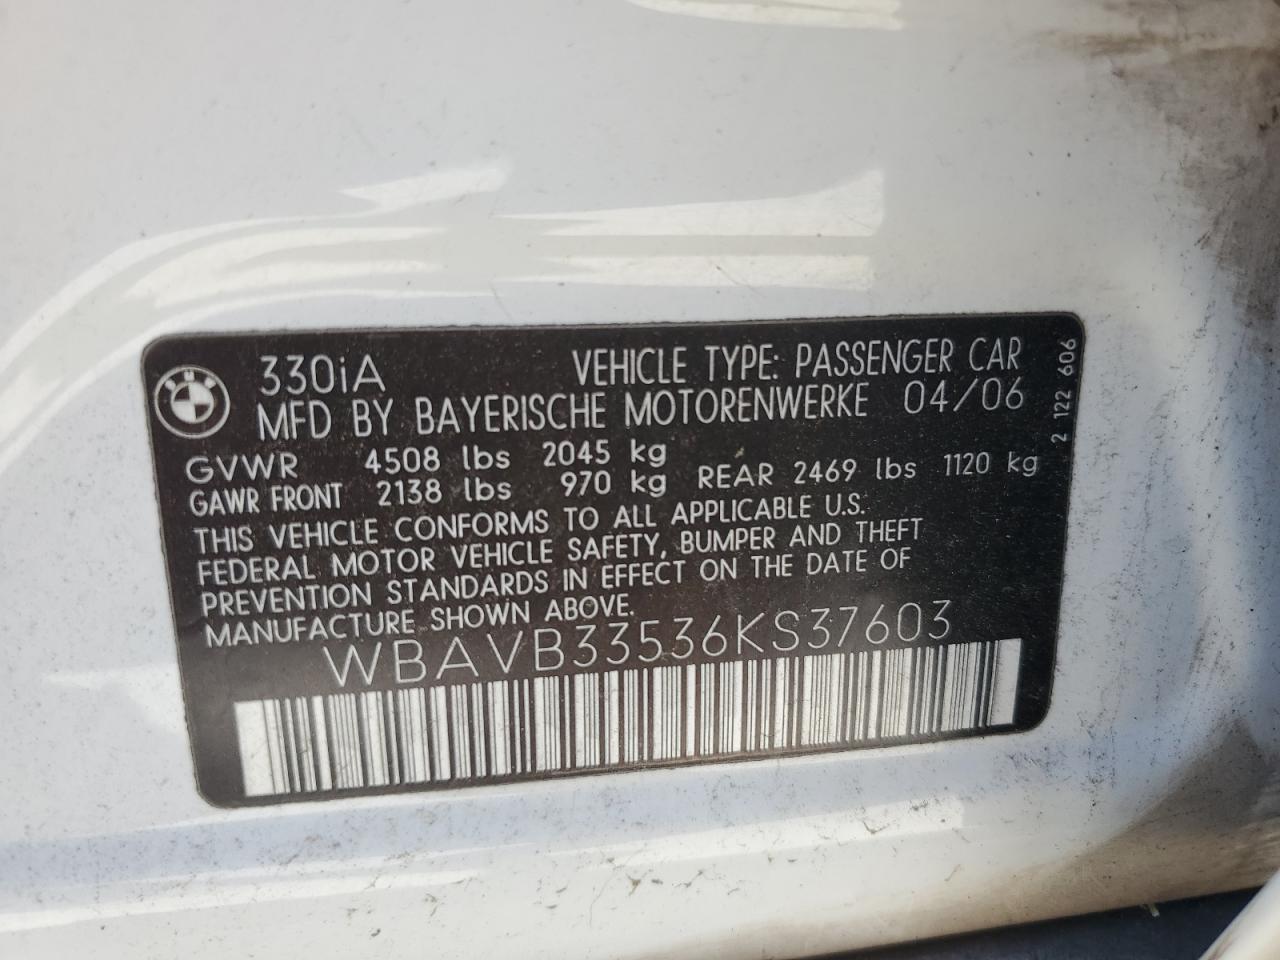 BMW
330iA VEHICLE TYPE: PASSENGER CAR
MFD BY BAYERISCHE MOTORENWERKE 04/06
GVWR 4508 lbs 2045 kg
GAWR FRONT 2138 lbs 970 kg REAR 2469 lbs 1120 kg
THIS VEHICLE CONFORMS TO ALL APPLICABLE U.S.
FEDERAL MOTOR VEHICLE SAFETY, BUMPER AND THEFT
PREVENTION STANDARDS IN EFFECT ON THE DATE OF
MANUFACTURE SHOWN ABOVE.
WBAVB33536KS37603
2 122 606